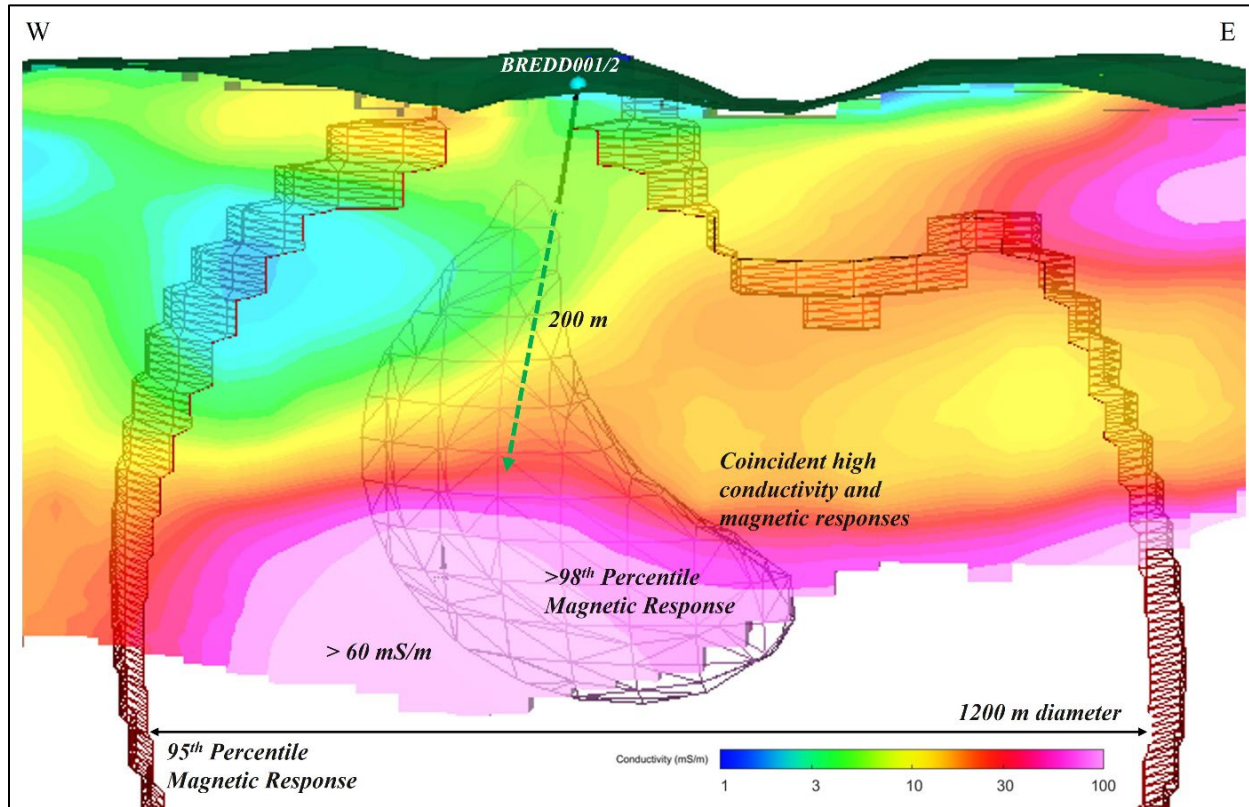 W
E
BREDD001/2
200 m
Coincident high
conductivity and
magnetic responses
>98th Percentile
Magnetic Response
> 60 mS/m
1200 m diameter
95th Percentile
Magnetic Response
Conductivity (mS/m)
1 3 10 30 100